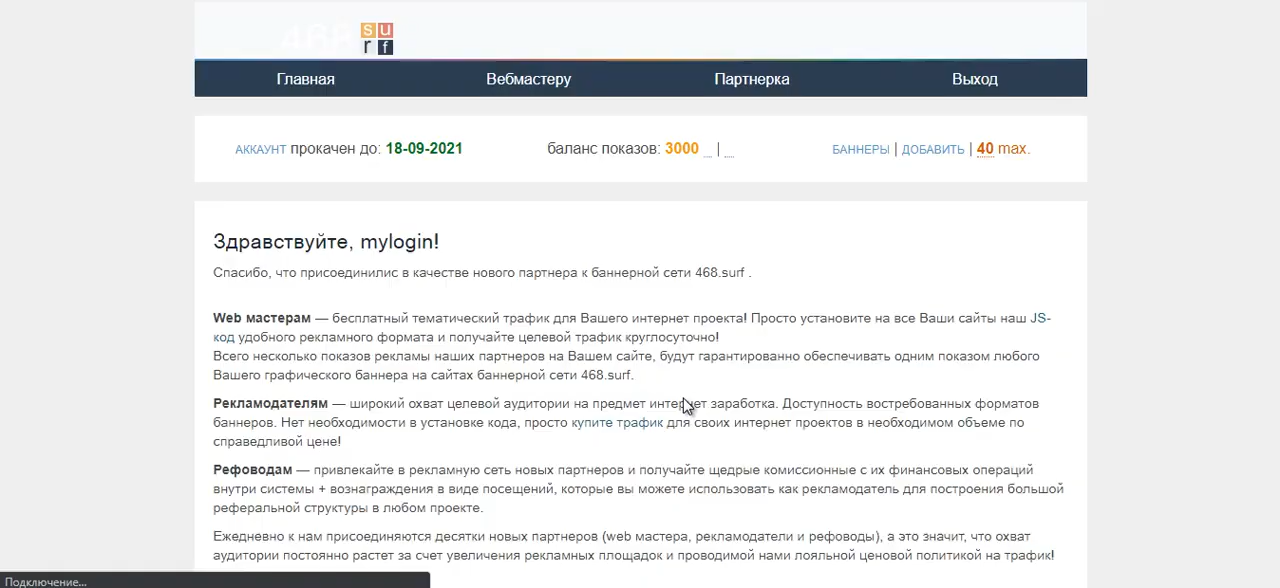 468 surf
Главная Вебмастеру Партнерка Выход
АККАУНТ прокачен до: 18-09-2021 баланс показов: 3000 | БАННЕРЫ | ДОБАВИТЬ | 40 max.
Здравствуйте, mylogin!
Спасибо, что присоединилис в качестве нового партнера к баннерной сети 468.surf .
Web мастерам — бесплатный тематический трафик для Вашего интернет проекта! Просто установите на все Ваши сайты наш JS-
код удобного рекламного формата и получайте целевой трафик круглосуточно!
Всего несколько показов рекламы наших партнеров на Вашем сайте, будут гарантированно обеспечивать одним показом любого
Вашего графического баннера на сайтах баннерной сети 468.surf.
Рекламодателям — широкий охват целевой аудитории на предмет интернет заработка. Доступность востребованных форматов
баннеров. Нет необходимости в установке кода, просто купите трафик для своих интернет проектов в необходимом объеме по
справедливой цене!
Рефоводам — привлекайте в рекламную сеть новых партнеров и получайте щедрые комиссионные с их финансовых операций
внутри системы + вознаграждения в виде посещений, которые вы можете использовать как рекламодатель для построения большой
реферальной структуры в любом проекте.
Ежедневно к нам присоединяются десятки новых партнеров (web мастера, рекламодатели и рефоводы), а это значит, что охват
аудитории постоянно растет за счет увеличения рекламных площадок и проводимой нами лояльной ценовой политикой на трафик!
Подключение...